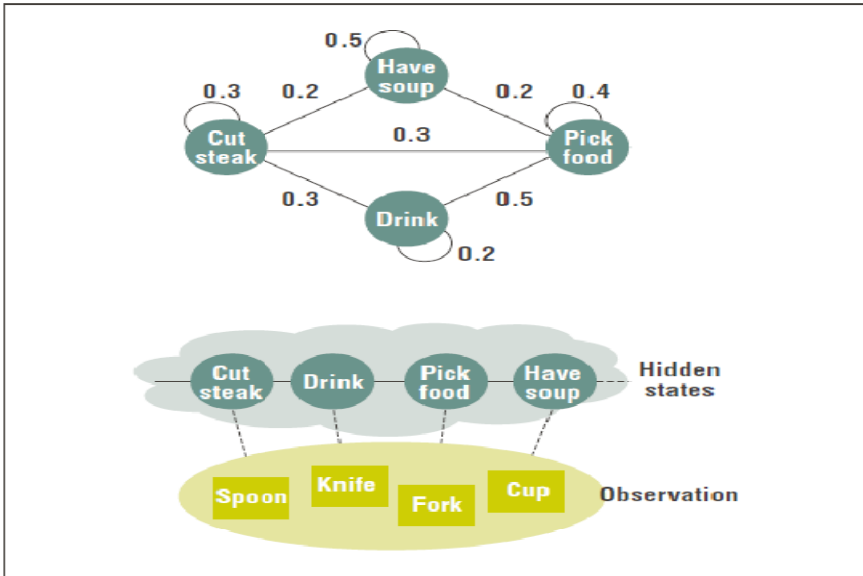 0.5
Have
soup
0.3
0.2
0.2
0.4
Cut
steak
0.3
Pick
food
0.3
Drink
0.5
0.2
Cut
steak
Drink
Pick
food
Have
soup
Hidden
states
Spoon
Knife
Fork
Cup
Observation